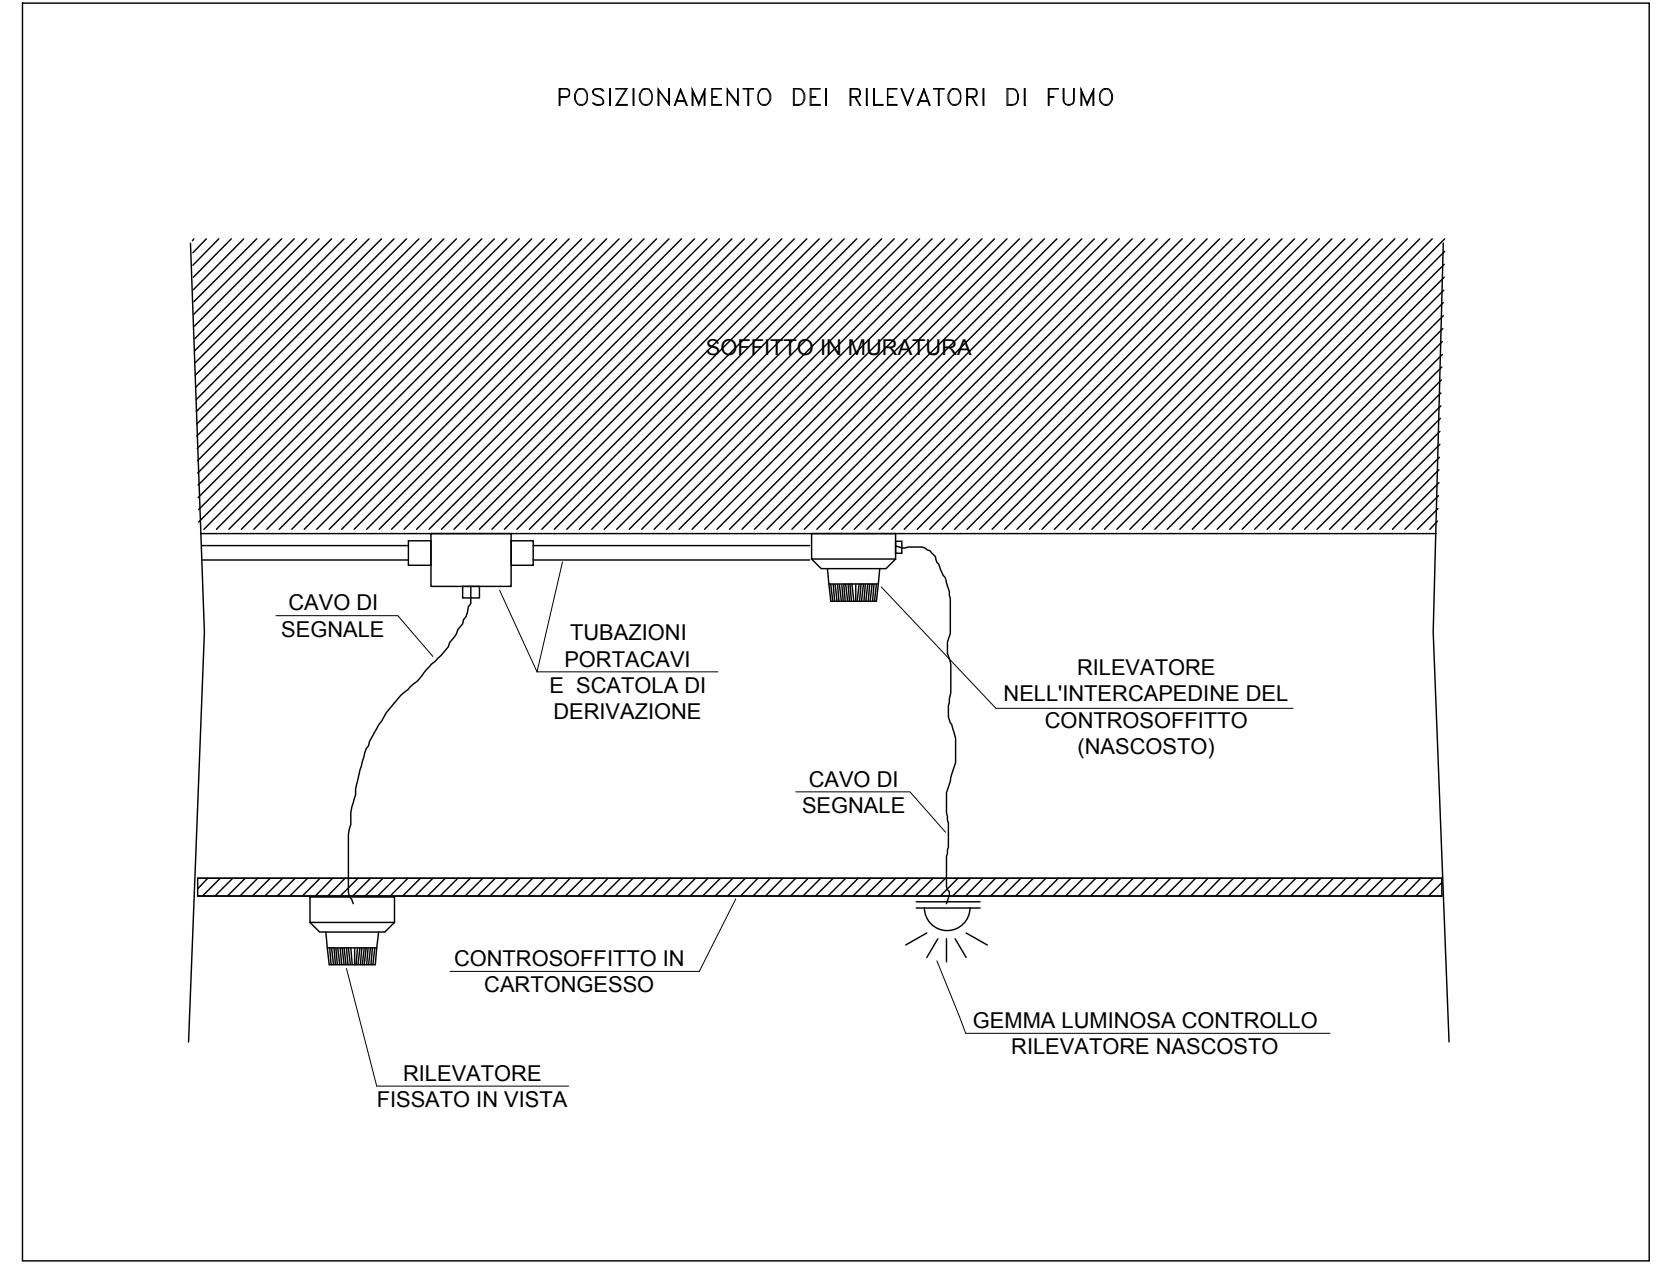 POSIZIONAMENTO DEI RILEVATORI DI FUMO
SOFFITTO IN MURATURA
CAVO DI
SEGNALE
TUBAZIONI
PORTACAVI
E SCATOLA DI
DERIVAZIONE
RILEVATORE
NELL'INTERCAPEDINE DEL
CONTROSOFFITTO
(NASCOSTO)
CAVO DI
SEGNALE
CONTROSOFFITTO IN
CARTONGESSO
GEMMA LUMINOSA CONTROLLO
RILEVATORE NASCOSTO
RILEVATORE
FISSATO IN VISTA